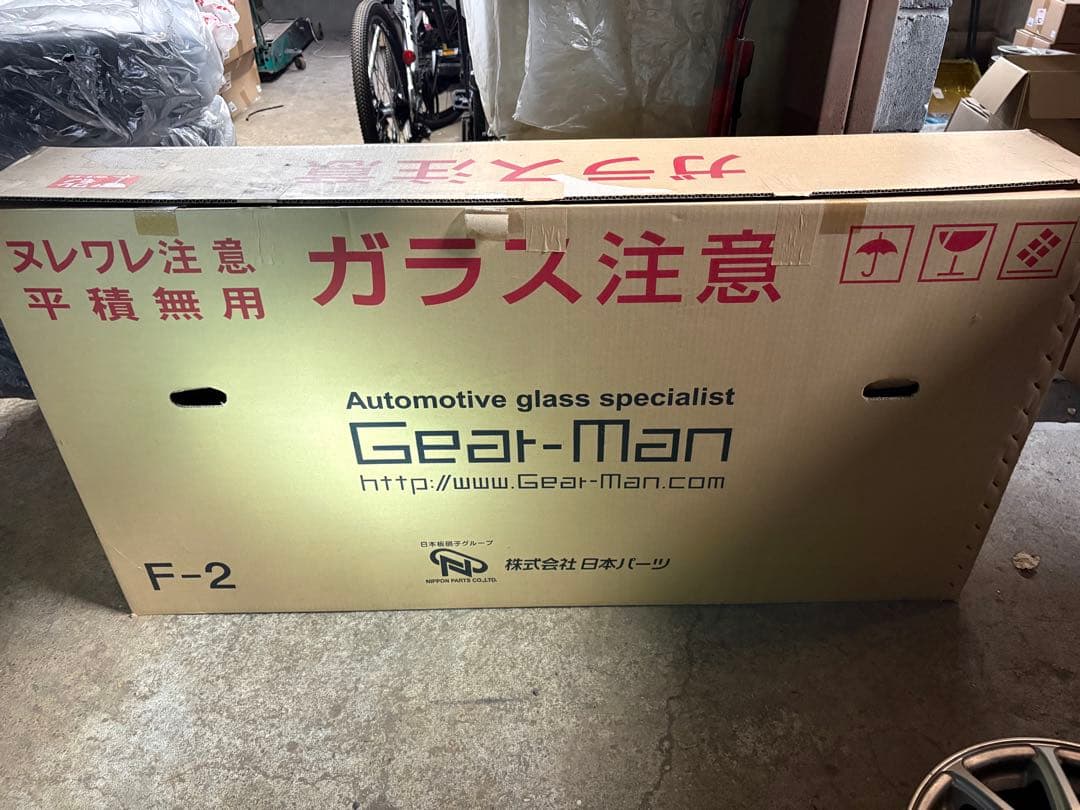 ガラス注意
ヌレワレ注意
平積無用
ガラス注意
Automotive glass specialist
Gear-Man
http://www.Gear-Man.com
日本板硝子グループ
NIPPON PARTS CO.,LTD.
株式会社 日本パーツ
F-2